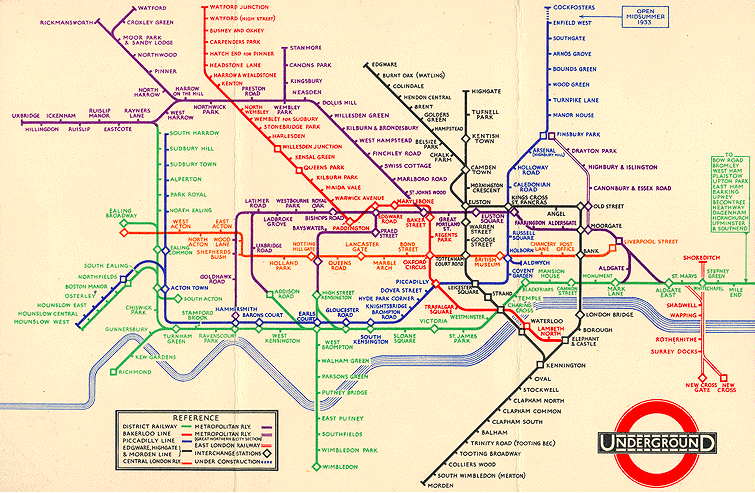 WATFORD
CROXLEY GREEN
RICKMANSWORTH
MOOR PARK
& SANDY LODGE
NORTHWOOD
PINNER
NORTH
HARROW
HARROW
ON THE HILL
NORTHWICK
PARK
PRESTON
ROAD
WEMBLEY
PARK
NEASDEN
KINGSBURY
CANONS PARK
STANMORE
DOLLIS HILL
WILLESDEN GREEN
KILBURN & BRONDESBURY
WEST HAMPSTEAD
FINCHLEY ROAD
SWISS COTTAGE
MARLBORO ROAD
ST JOHNS WOOD
WATFORD JUNCTION
WATFORD (HIGH STREET)
BUSHEY AND OXHEY
CARPENDERS PARK
HATCH END FOR PINNER
HEADSTONE LANE
HARROW & WEALDSTONE
KENTON
NORTH
WEMBLEY
WEMBLEY FOR SUDBURY
STONEBRIDGE PARK
HARLESDEN
WILLESDEN JUNCTION
KENSAL GREEN
QUEENS PARK
KILBURN PARK
MAIDA VALE
WARWICK AVENUE
PADDINGTON
EDGWARE
ROAD
MARYLEBONE
BAKER
STREET
REGENTS
PARK
OXFORD
CIRCUS
EDGWARE
BURNT OAK (WATLING)
COLINDALE
HENDON CENTRAL
BRENT
GOLDERS
GREEN
HAMPSTEAD
BELSIZE
PARK
CHALK
FARM
HIGHGATE
TUFNELL
PARK
KENTISH
TOWN
CAMDEN
TOWN
MORNINGTON
CRESCENT
EUSTON
COCKFOSTERS
ENFIELD WEST
SOUTHGATE
ARNOS GROVE
BOUNDS GREEN
WOOD GREEN
TURNPIKE LANE
MANOR HOUSE
FINSBURY PARK
OPEN
MIDSUMMER
1933
ARSENAL
(HIGHBURY HILL)
HOLLOWAY
ROAD
CALEDONIAN
ROAD
KINGS CROSS
ST. PANCRAS
DRAYTON PARK
HIGHBURY & ISLINGTON
CANONBURY & ESSEX ROAD
OLD STREET
MOORGATE
ANGEL
FARRINGDON
ALDERSGATE
LIVERPOOL STREET
UXBRIDGE
ICKENHAM
RUISLIP
MANOR
RAYNERS
LANE
WEST
HARROW
HILLINGDON
RUISLIP
EASTCOTE
SOUTH HARROW
SUDBURY HILL
SUDBURY TOWN
ALPERTON
PARK ROYAL
NORTH EALING
EALING
BROADWAY
WEST
ACTON
EAST
ACTON
NORTH
ACTON
WOOD LANE
SHEPHERDS
BUSH
EALING
COMMON
LATIMER
ROAD
WESTBOURNE
PARK
ROYAL
OAK
LADBROKE
GROVE
BISHOPS ROAD
BAYSWATER
PRAED
STREET
GREAT
PORTLAND
ST.
EUSTON
SQUARE
WARREN
STREET
GOODGE
STREET
TOTTENHAM
COURT ROAD
RUSSELL
SQUARE
UXBRIDGE
ROAD
NOTTING
HILL GATE
HOLLAND
PARK
LANCASTER
GATE
QUEENS
ROAD
MARBLE
ARCH
BOND
STREET
BRITISH
MUSEUM
HOLBORN
CHANCERY
LANE
POST
OFFICE
BANK
ALDWYCH
COVENT
GARDEN
LEICESTER
SQUARE
STRAND
SOUTH EALING
NORTHFIELDS
BOSTON MANOR
OSTERLEY
HOUNSLOW EAST
HOUNSLOW CENTRAL
HOUNSLOW WEST
ACTON TOWN
SOUTH ACTON
CHISWICK
PARK
GUNNERSBURY
KEW GARDENS
RICHMOND
TURNHAM
GREEN
STAMFORD
BROOK
RAVENSCOURT
PARK
GOLDHAWK
ROAD
HAMMERSMITH
BARONS COURT
WEST
KENSINGTON
ADDISON
ROAD
HIGH STREET
KENSINGTON
EARLS
COURT
GLOUCESTER
ROAD
SOUTH
KENSINGTON
KNIGHTSBRIDGE
BROMPTON
ROAD
HYDE PARK CORNER
DOVER STREET
PICCADILLY
TRAFALGAR
SQUARE
SLOANE
SQUARE
VICTORIA
ST. JAMES
PARK
WESTMINSTER
CHARING
CROSS
TEMPLE
BLACKFRIARS
MANSION
HOUSE
CANNON
STREET
MONUMENT
MARK
LANE
ALDGATE
ALDGATE
EAST
ST. MARYS
WHITECHAPEL
STEPNEY
GREEN
MILE
END
TO
BOW ROAD
BROMLEY
WEST HAM
PLAISTOW
UPTON PARK
EAST HAM
BARKING
UPNEY
BECONTREE
HEATHWAY
DAGENHAM
HORNCHURCH
UPMINSTER
& SOUTHEND
SHOREDITCH
SHADWELL
WAPPING
ROTHERHITHE
SURREY DOCKS
NEW
CROSS
NEW CROSS
GATE
WATERLOO
LAMBETH
NORTH
ELEPHANT
& CASTLE
LONDON BRIDGE
BOROUGH
KENNINGTON
OVAL
STOCKWELL
CLAPHAM NORTH
CLAPHAM COMMON
CLAPHAM SOUTH
BALHAM
TRINITY ROAD (TOOTING BEC)
TOOTING BROADWAY
COLLIERS WOOD
SOUTH WIMBLEDON (MERTON)
MORDEN
WEST
BROMPTON
WALHAM GREEN
PARSONS GREEN
PUTNEY BRIDGE
EAST PUTNEY
SOUTHFIELDS
WIMBLEDON PARK
WIMBLEDON
REFERENCE
DISTRICT RAILWAY
BAKERLOO LINE
PICCADILLY LINE
EDGWARE, HIGHGATE
& MORDEN LINE
CENTRAL LONDON RLY.
METROPOLITAN RLY.
METROPOLITAN RLY.
(GREAT NORTHERN & CITY SECTION)
EAST LONDON RAILWAY
INTERCHANGE STATIONS
UNDER CONSTRUCTION
UNDERGROUND